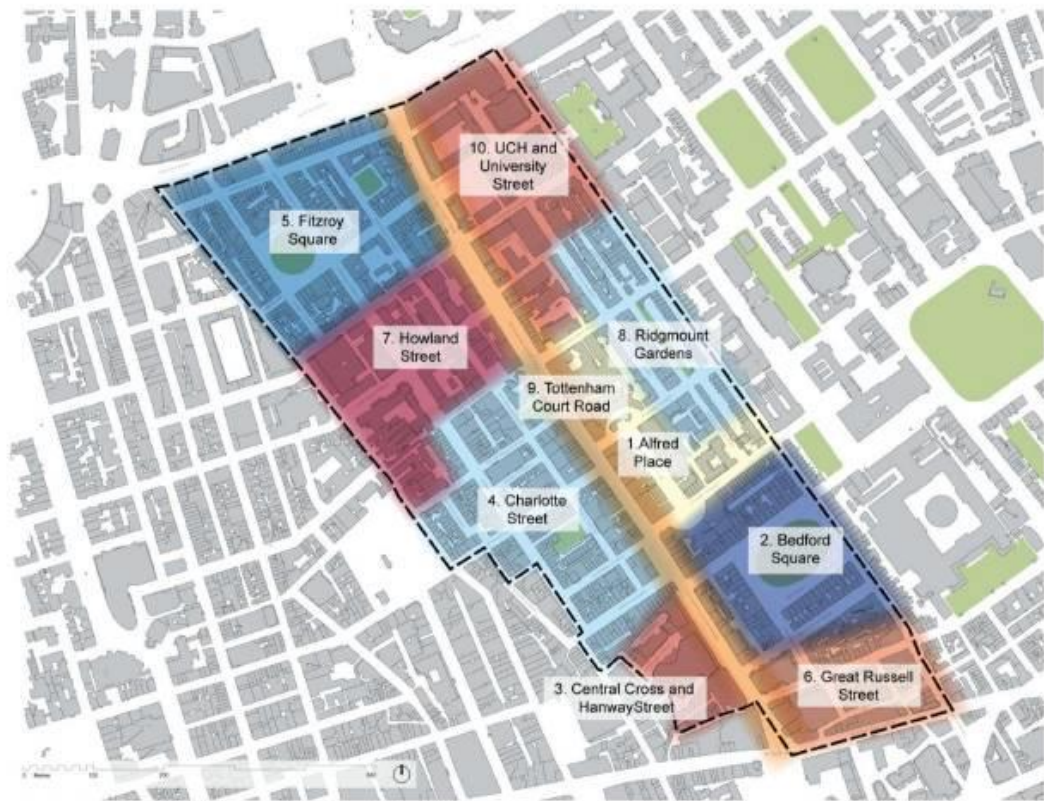 10. UCH and
University
Street
5. Fitzroy
Square
7. Howland
Street
8. Ridgmount
Gardens
9. Tottenham
Court Road
1.Alfred
Place
4. Charlotte
Street
2. Bedford
Square
3. Central Cross and
HanwayStreet
6. Great Russell
Street